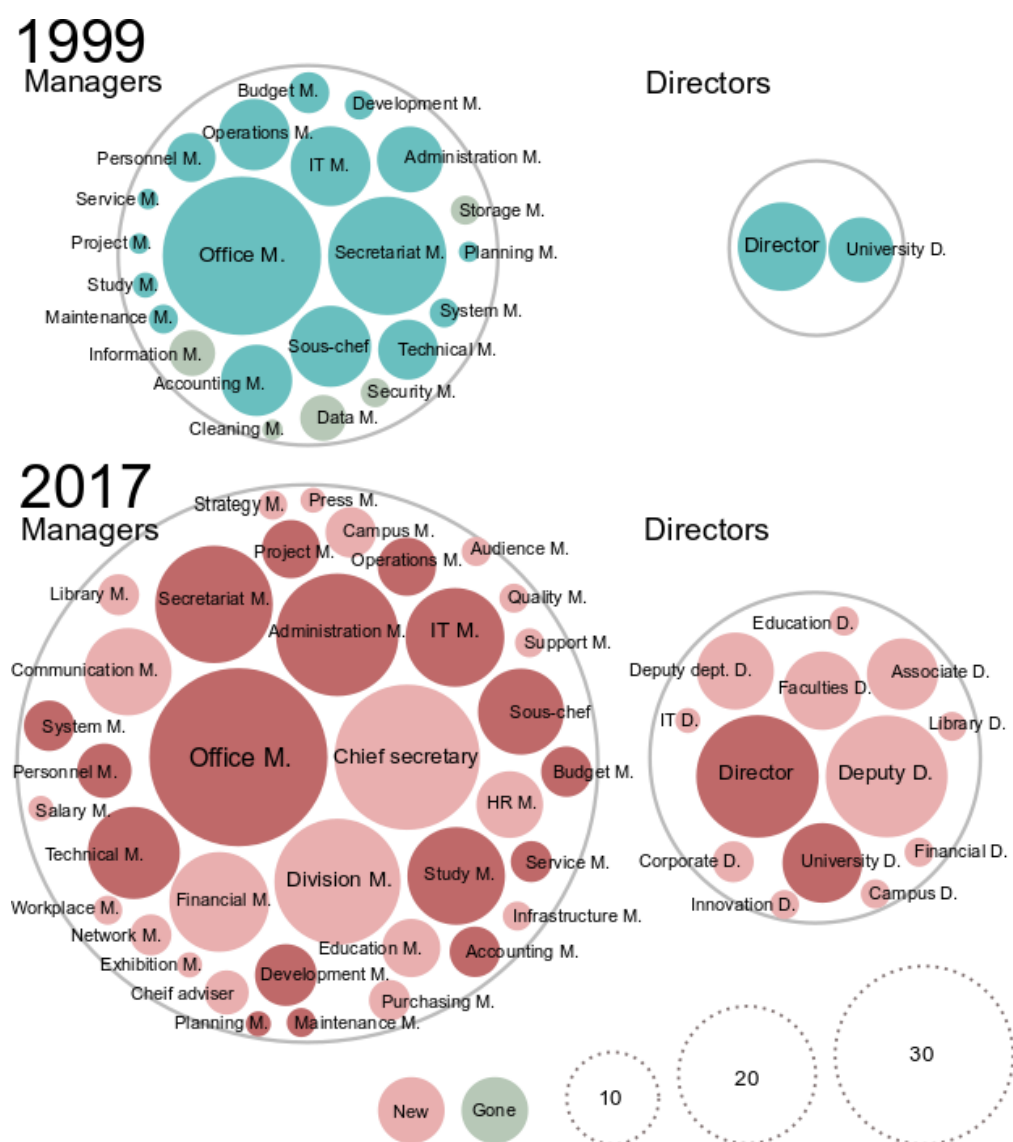 1999
Managers
Directors
Budget M.
Development M.
Operations M.
Personnel M.
IT M.
Administration M.
Service M.
Storage M.
Project M.
Office M.
Secretariat M.
Planning M.
Director
University D.
Study M.
Maintenance M.
System M.
Information M.
Sous-chef
Technical M.
Accounting M.
Security M.
Data M.
Cleaning M.
2017
Managers
Directors
Strategy M.
Press M.
Campus M.
Project M.
Operations M.
Audience M.
Library M.
Secretariat M.
Quality M.
Administration M.
IT M.
Support M.
Communication M.
System M.
Sous-chef
Office M.
Chief secretary
Personnel M.
Budget M.
Salary M.
HR M.
Technical M.
Division M.
Study M.
Service M.
Financial M.
Workplace M.
Infrastructure M.
Network M.
Education M.
Accounting M.
Exhibition M.
Development M.
Cheif adviser
Purchasing M.
Planning M.
Maintenance M.
Education D.
Deputy dept. D.
Associate D.
Faculties D.
IT D.
Library D.
Director
Deputy D.
Corporate D.
University D.
Financial D.
Innovation D.
Campus D.
New
Gone
10
20
30